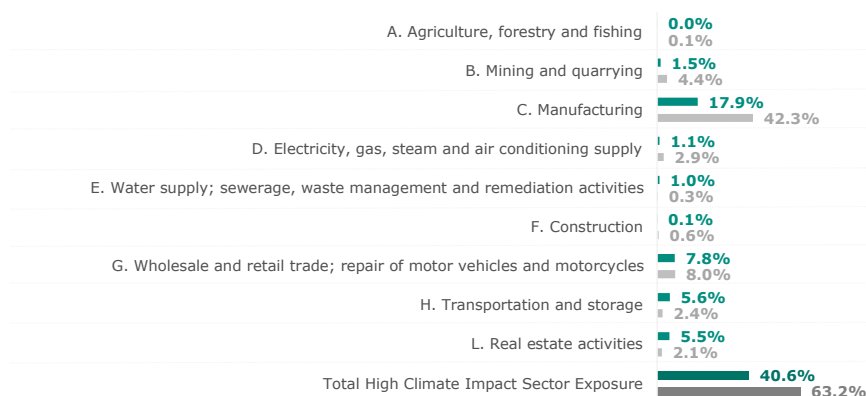 A. Agriculture, forestry and fishing
0.0%
0.1%
B. Mining and quarrying
1.5%
4.4%
C. Manufacturing
17.9%
42.3%
D. Electricity, gas, steam and air conditioning supply
1.1%
2.9%
E. Water supply; sewerage, waste management and remediation activities
1.0%
0.3%
F. Construction
0.1%
0.6%
G. Wholesale and retail trade; repair of motor vehicles and motorcycles
7.8%
8.0%
H. Transportation and storage
5.6%
2.4%
L. Real estate activities
5.5%
2.1%
Total High Climate Impact Sector Exposure
40.6%
63.2%